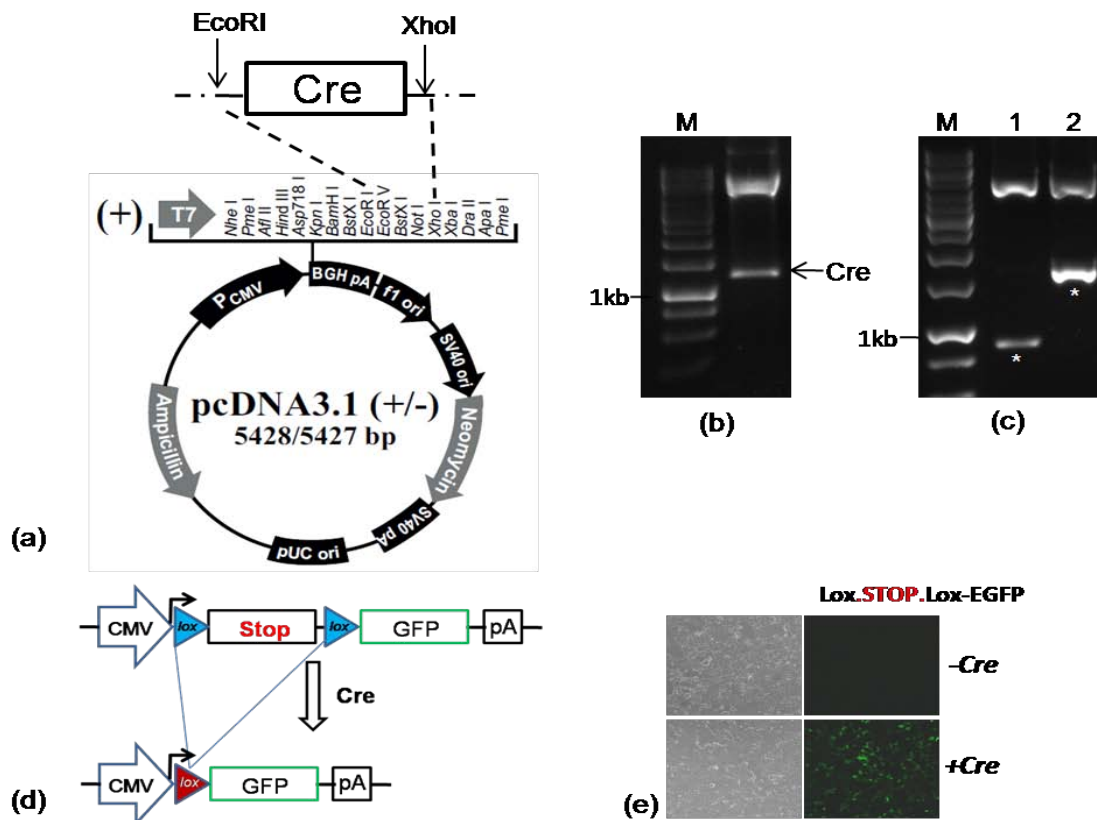 EcoRI
XhoI
Cre
(+)
T7
Nhe I
Pme I
Afl II
Hind III
Asp718 I
Kpn I
BamH I
BstX I
EcoR I
EcoR V
BstX I
Not I
Xho I
Xba I
Dra II
Apa I
Pme I
P CMV
BGH pA
f1 ori
SV40 ori
Neomycin
SV40 pA
pUC ori
Ampicillin
pcDNA3.1 (+/-)
5428/5427 bp
(a)
M
1kb
Cre
(b)
M 1 2
1kb
*
*
(c)
CMV lox Stop lox GFP pA
Cre
CMV lox GFP pA
(d)
Lox.STOP.Lox-EGFP
-Cre
+Cre
(e)